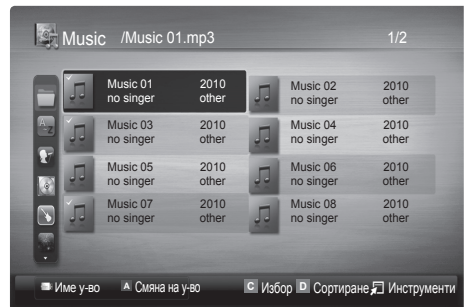 Music /Music 01.mp3 1/2
Music 01 2010 Music 02 2010
no singer other no singer other
Music 03 2010 Music 04 2010
no singer other no singer other
Music 05 2010 Music 06 2010
no singer other no singer other
Music 07 2010 Music 08 2010
no singer other no singer other
Име у-во A Смяна на у-во C Избор D Сортиране Инструменти